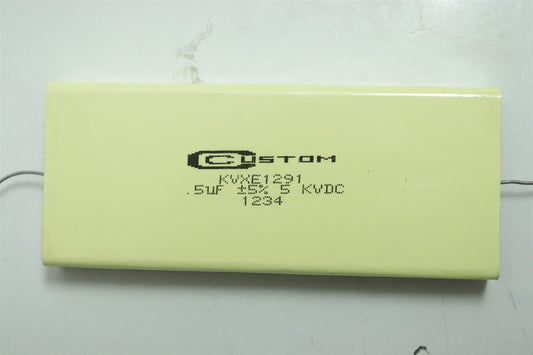 CUSTOM
KVXE1291
.5uF ±5% 5 KVDC
1234